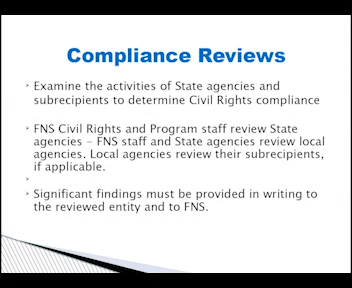 Compliance Reviews
Examine the activities of State agencies and
subrecipients to determine Civil Rights compliance
FNS Civil Rights and Program staff review State
agencies – FNS staff and State agencies review local
agencies. Local agencies review their subrecipients,
if applicable.
Significant findings must be provided in writing to
the reviewed entity and to FNS.